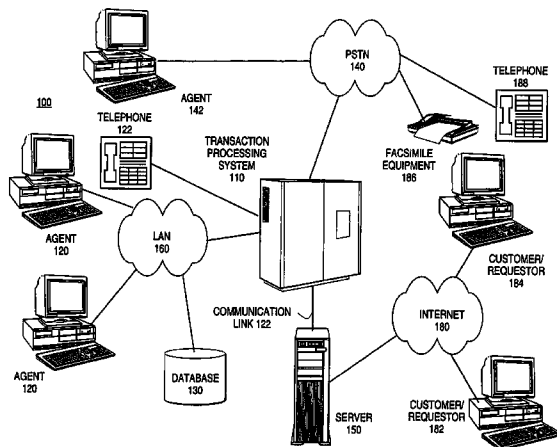 PSTN
140
TELEPHONE
188
100
AGENT
142
TELEPHONE
122
TRANSACTION
PROCESSING
SYSTEM
110
FACSIMILE
EQUIPMENT
186
AGENT
120
LAN
160
CUSTOMER/
REQUESTOR
184
COMMUNICATION
LINK 122
INTERNET
180
AGENT
120
DATABASE
130
SERVER
150
CUSTOMER/
REQUESTOR
182